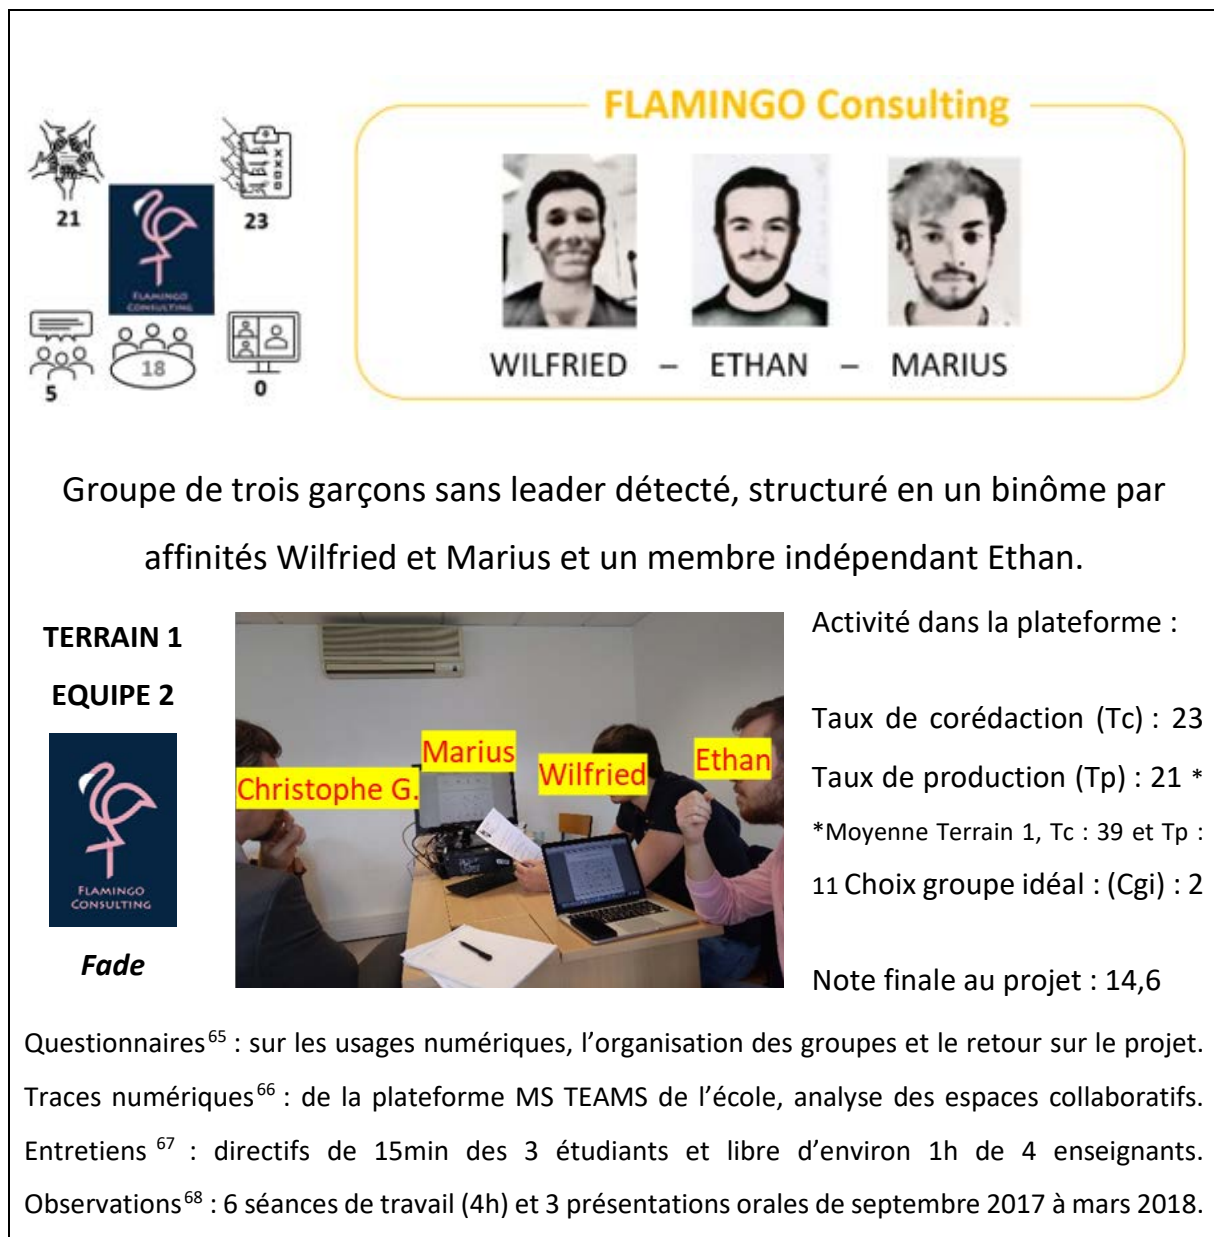 FLAMINGO Consulting
21
23
FLAMINGO
CONSULTING
5
18
0
WILFRIED – ETHAN – MARIUS
Groupe de trois garçons sans leader détecté, structuré en un binôme par
affinités Wilfried et Marius et un membre indépendant Ethan.
TERRAIN 1
EQUIPE 2
FLAMINGO
CONSULTING
Fade
Christophe G.
Marius
Wilfried
Ethan
Activité dans la plateforme :
Taux de corédaction (Tc) : 23
Taux de production (Tp) : 21 *
*Moyenne Terrain 1, Tc : 39 et Tp :
11 Choix groupe idéal : (Cgi) : 2
Note finale au projet : 14,6
Questionnaires65 : sur les usages numériques, l’organisation des groupes et le retour sur le projet.
Traces numériques66 : de la plateforme MS TEAMS de l’école, analyse des espaces collaboratifs.
Entretiens 67 : directifs de 15min des 3 étudiants et libre d’environ 1h de 4 enseignants.
Observations68 : 6 séances de travail (4h) et 3 présentations orales de septembre 2017 à mars 2018.